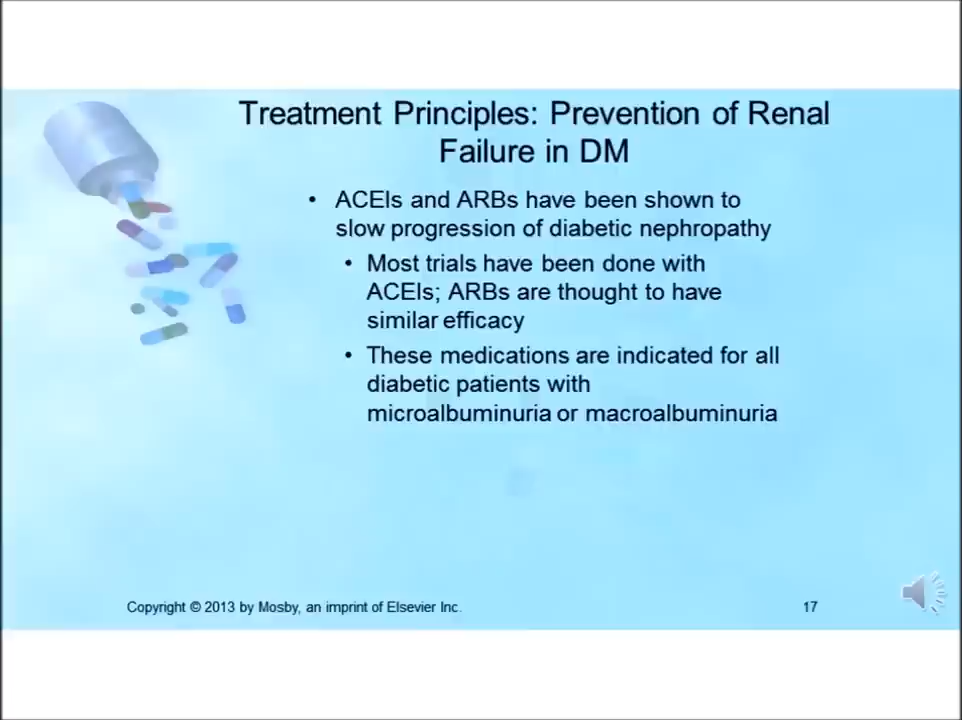 Treatment Principles: Prevention of Renal
Failure in DM
• ACEIs and ARBs have been shown to
slow progression of diabetic nephropathy
• Most trials have been done with
ACEIs; ARBs are thought to have
similar efficacy
• These medications are indicated for all
diabetic patients with
microalbuminuria or macroalbuminuria
Copyright © 2013 by Mosby, an imprint of Elsevier Inc.
17